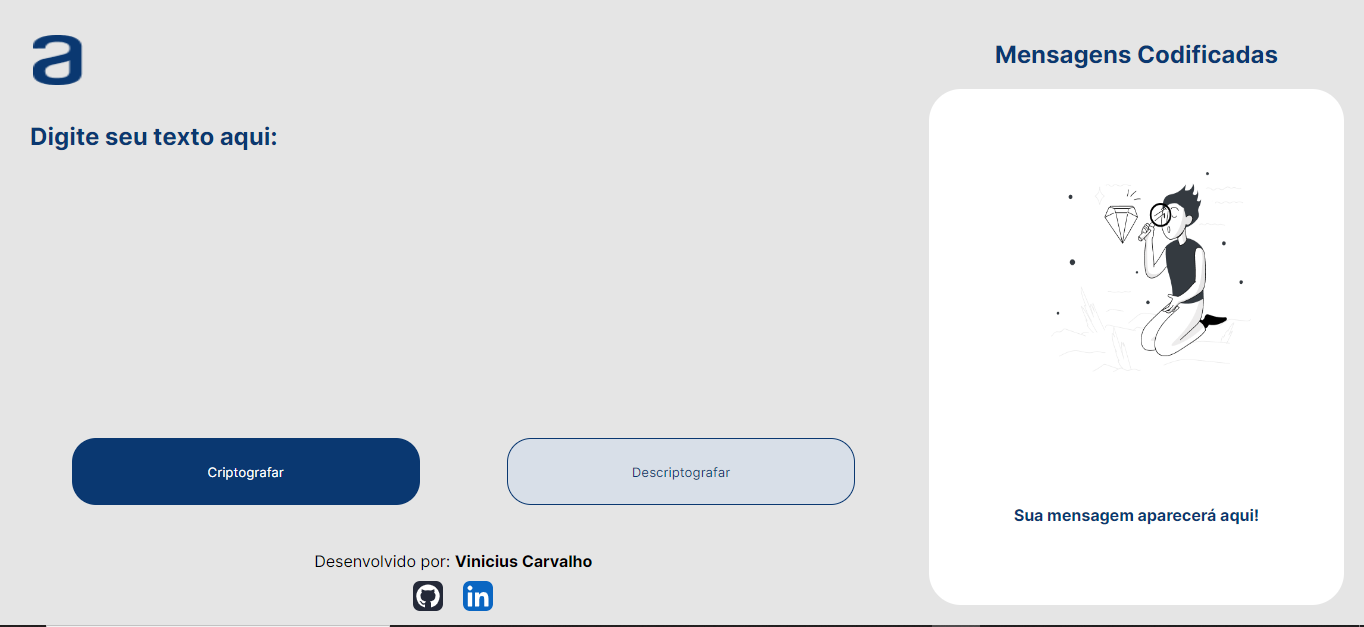 a
Digite seu texto aqui:
Criptografar
Descriptografar
Desenvolvido por: Vinicius Carvalho
in
Mensagens Codificadas
Sua mensagem aparecerá aqui!